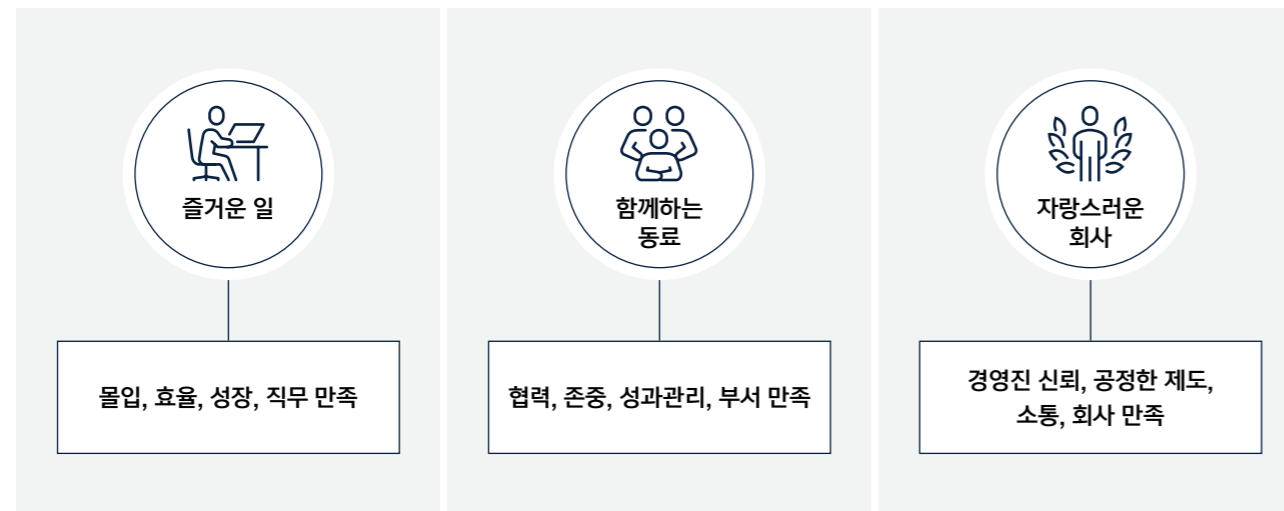 즐거운 일
몰입, 효율, 성장, 직무 만족
함께하는
동료
협력, 존중, 성과관리, 부서 만족
자랑스러운
회사
경영진 신뢰, 공정한 제도,
소통, 회사 만족